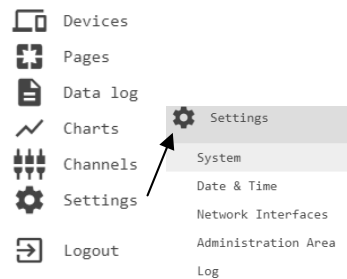 Devices
Pages
Data log
Charts
Channels
Settings
Logout
Settings
System
Date & Time
Network Interfaces
Administration Area
Log